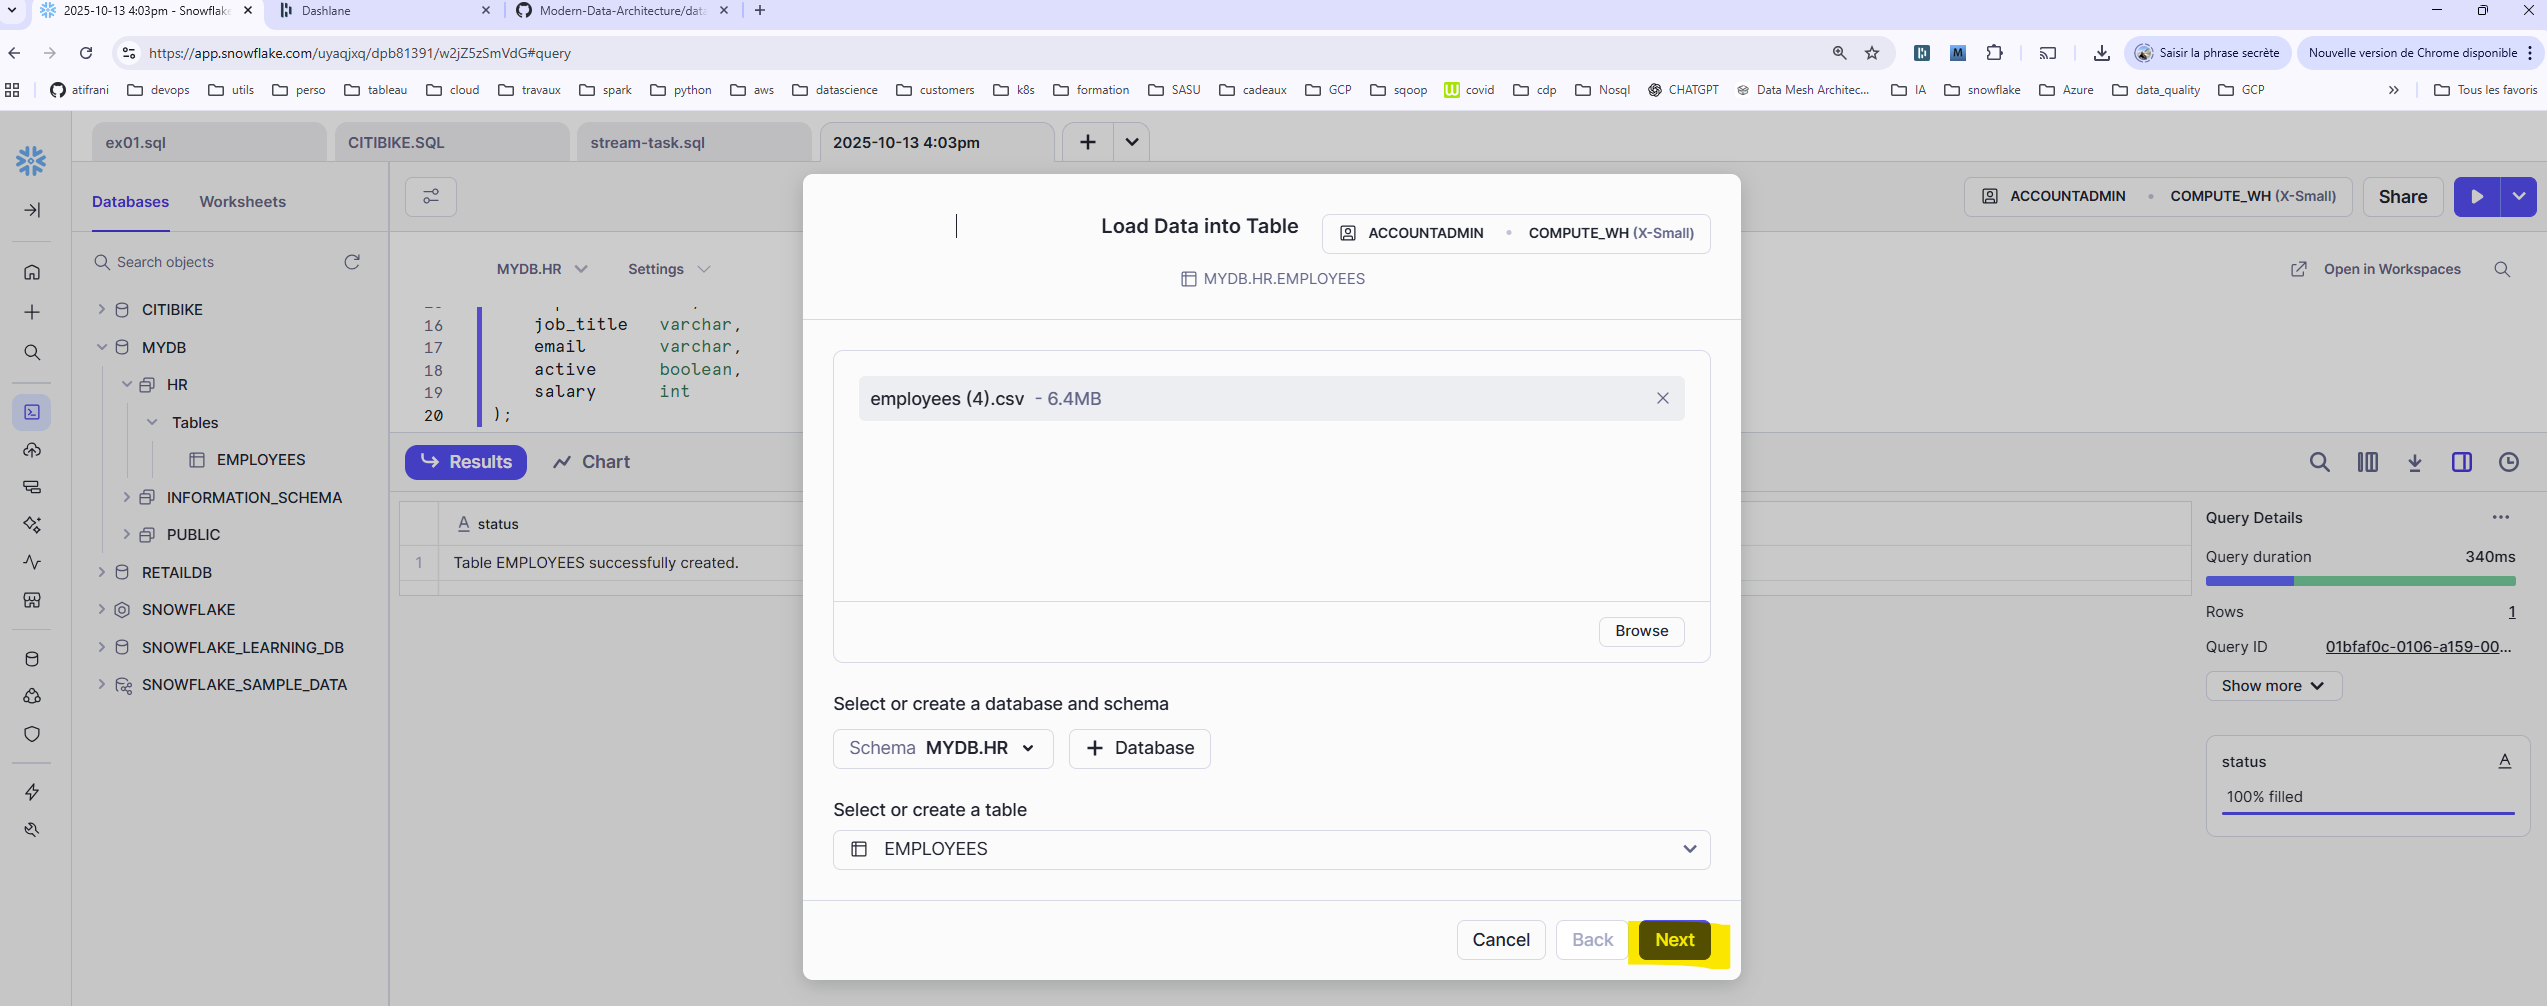 2025-10-13 4:03pm - Snowflake
Dashlane
Modern-Data-Architecture/data
https://app.snowflake.com/uyaqjxq/dpb81391/w2jZ5zSmVdG#query
Saisir la phrase secrète
Nouvelle version de Chrome disponible
atifrani devops utils perso tableau cloud travaux spark python aws datascience customers k8s formation SASU cadeaux GCP sqoop covid cdp Nosql CHATGPT Data Mesh Architec... IA snowflake Azure data_quality GCP » Tous les favoris
ex01.sql
CITIBIKE.SQL
stream-task.sql
2025-10-13 4:03pm
Databases
Worksheets
ACCOUNTADMIN • COMPUTE_WH (X-Small)
Share
Search objects
CITIBIKE
MYDB
HR
Tables
EMPLOYEES
INFORMATION_SCHEMA
PUBLIC
RETAILDB
SNOWFLAKE
SNOWFLAKE_LEARNING_DB
SNOWFLAKE_SAMPLE_DATA
MYDB.HR
Settings
Open in Workspaces
16 job_title varchar,
17 email varchar,
18 active boolean,
19 salary int
20 );
Results
Chart
A status
1 Table EMPLOYEES successfully created.
Load Data into Table
ACCOUNTADMIN • COMPUTE_WH (X-Small)
MYDB.HR.EMPLOYEES
employees (4).csv - 6.4MB
Browse
Select or create a database and schema
Schema MYDB.HR
+ Database
Select or create a table
EMPLOYEES
Cancel
Back
Next
Query Details
Query duration 340ms
Rows 1
Query ID 01bfaf0c-0106-a159-00...
Show more
status A
100% filled